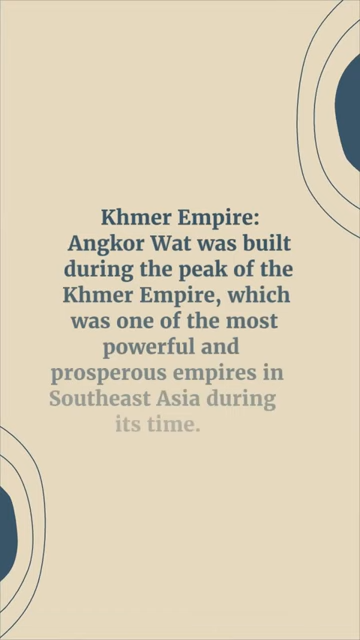 Khmer Empire:
Angkor Wat was built
during the peak of the
Khmer Empire, which
was one of the most
powerful and
prosperous empires in
Southeast Asia during
its time.